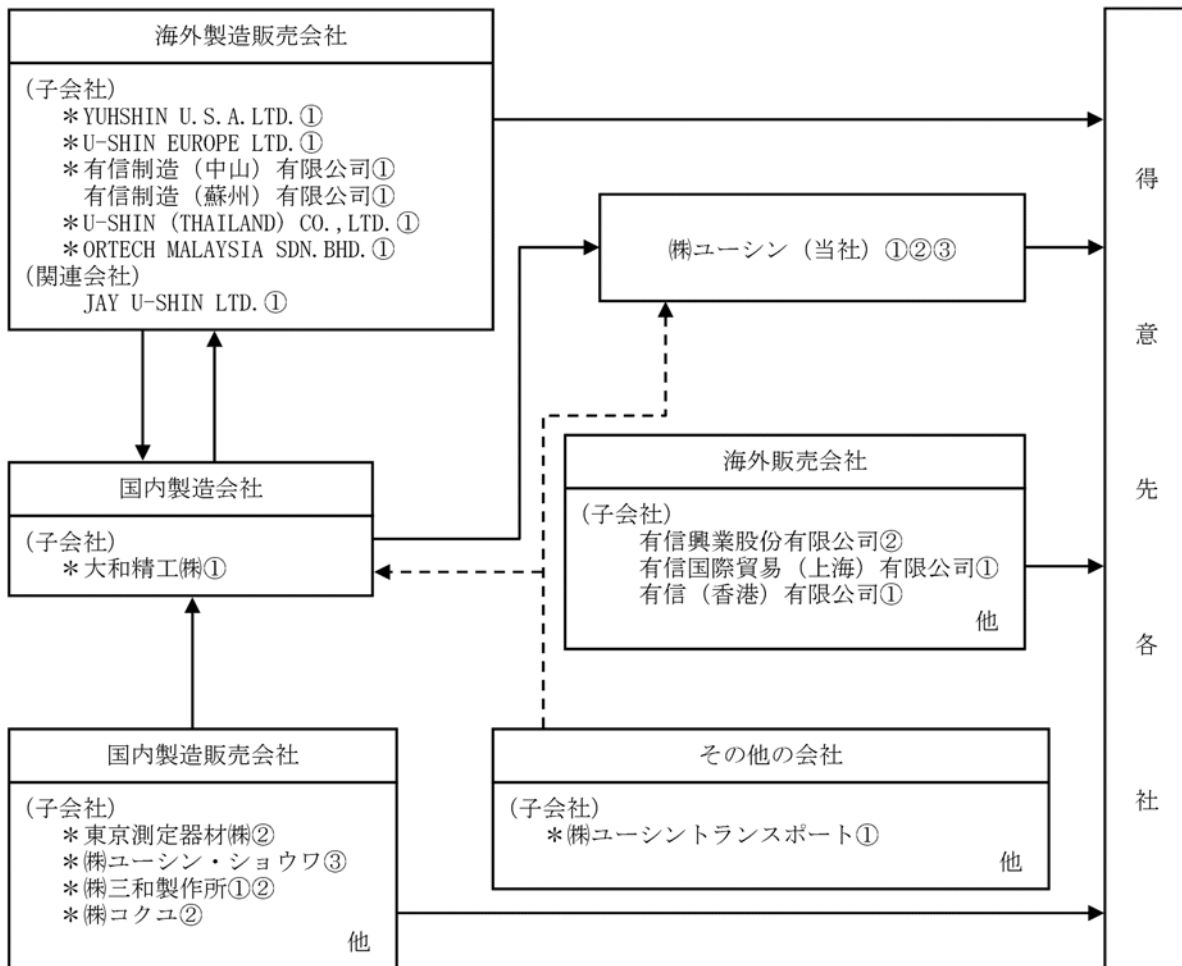 海外製造販売会社
(子会社)
＊YUHSHIN U.S.A.LTD.①
＊U-SHIN EUROPE LTD.①
＊有信制造（中山）有限公司①
有信制造（蘇州）有限公司①
＊U-SHIN (THAILAND) CO.,LTD.①
＊ORTECH MALAYSIA SDN.BHD.①
(関連会社)
JAY U-SHIN LTD.①
㈱ユーシン（当社）①②③
国内製造会社
(子会社)
＊大和精工㈱①
海外販売会社
(子会社)
有信興業股份有限公司②
有信国際貿易（上海）有限公司①
有信（香港）有限公司①
他
国内製造販売会社
(子会社)
＊東京測定器材㈱②
＊㈱ユーシン・ショウワ③
＊㈱三和製作所①②
＊㈱コクユ②
他
その他の会社
(子会社)
＊㈱ユーシントランスポート①
他
得意先各社